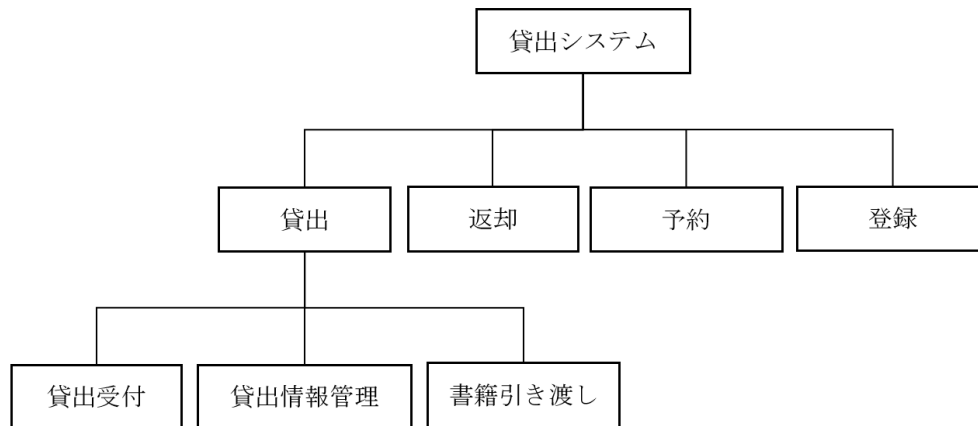 貸出システム
貸出
返却
予約
登録
貸出受付
貸出情報管理
書籍引き渡し